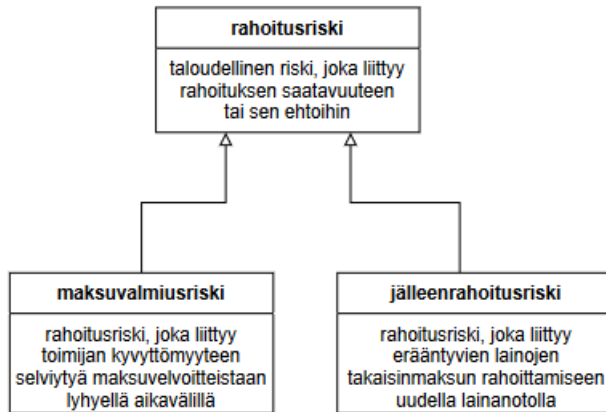 rahoitusriski
taloudellinen riski, joka liittyy
rahoituksen saatavuuteen
tai sen ehtoihin
maksuvalmiusriski
rahoitusriski, joka liittyy
toimijan kyvyttömyyteen
selviytyä maksuvelvoitteistaan
lyhyellä aikavälillä
jälleenrahoitusriski
rahoitusriski, joka liittyy
erääntyvien lainojen
takaisinmaksun rahoittamiseen
uudella lainanotolla